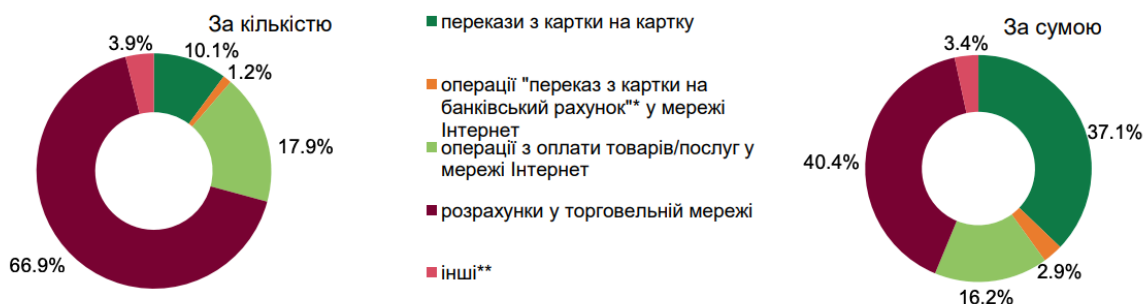 За кількістю
3.9%
10.1%
1.2%
17.9%
66.9%
перекази з картки на картку
операції "переказ з картки на
банківський рахунок"* у мережі
Інтернет
операції з оплати товарів/послуг у
мережі Інтернет
розрахунки у торговельній мережі
інші**
За сумою
3.4%
37.1%
40.4%
2.9%
16.2%